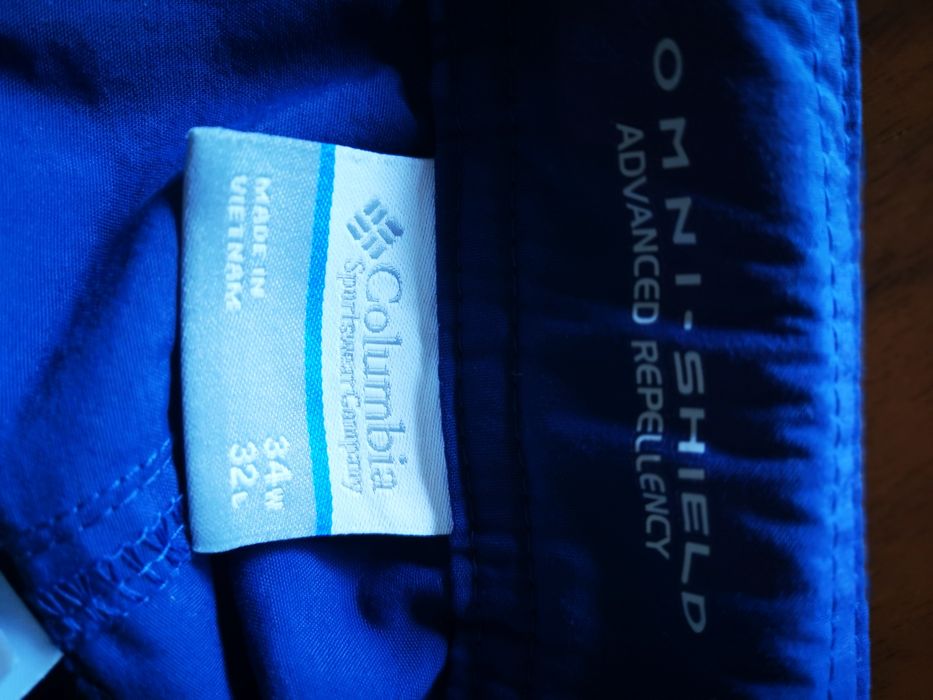 OMNI-SHIELD
ADVANCED REPELLENCY
Columbia
Sportswear Company
MADE IN
VIETNAM
34W
32L